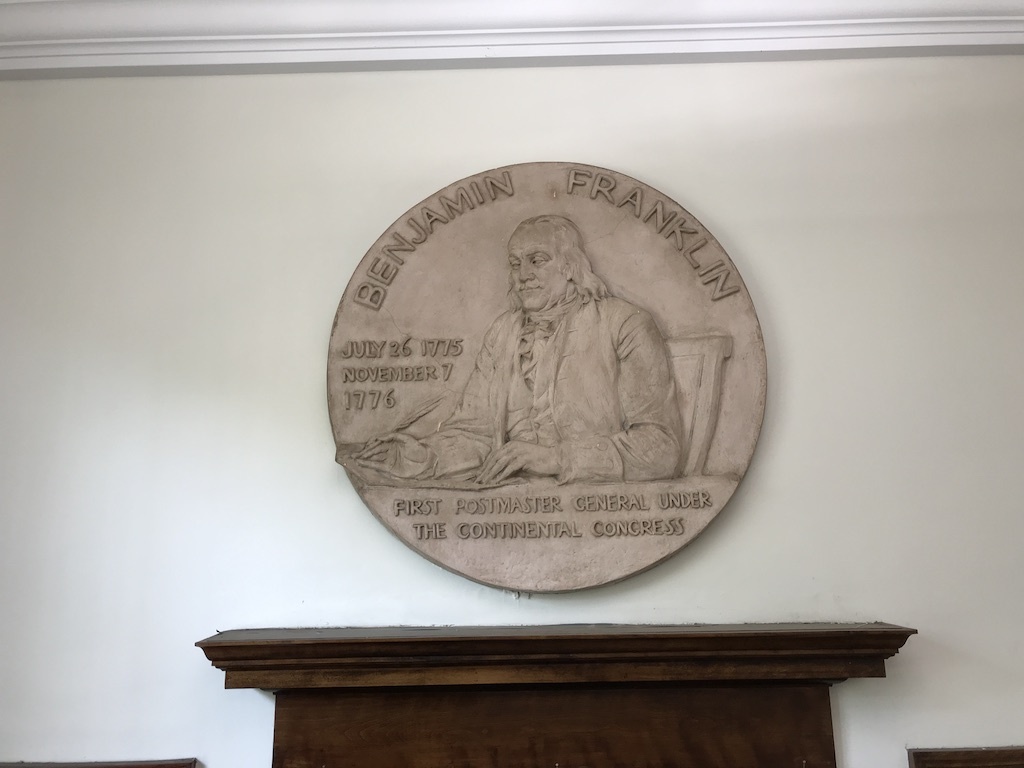 BENJAMIN FRANKLIN
JULY 26 1775
NOVEMBER 7
1776
FIRST POSTMASTER GENERAL UNDER
THE CONTINENTAL CONGRESS